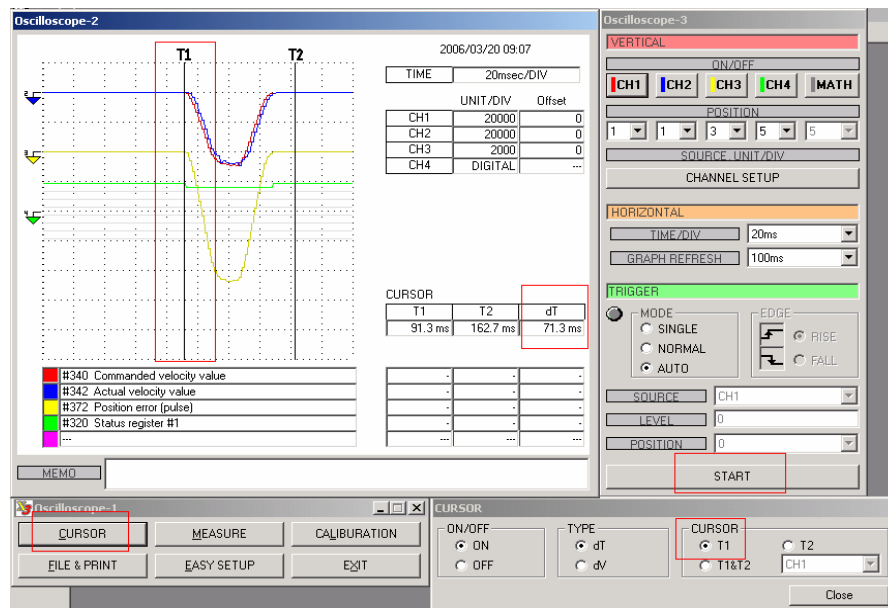 Oscilloscope-2
T1 T2
2006/03/20 09:07
TIME 20msec/DIV
UNIT/DIV Offset
CH1 20000 0
CH2 20000 0
CH3 2000 0
CH4 DIGITAL ---
CURSOR
T1 T2 dT
91.3 ms 162.7 ms 71.3 ms
#340 Commanded velocity value - - -
#342 Actual velocity value - - -
#372 Position error (pulse) - - -
#320 Status register #1 - - -
--- --- --- ---
MEMO
Oscilloscope-3
VERTICAL
ON/OFF
CH1 CH2 CH3 CH4 MATH
POSITION
1 1 3 5 5
SOURCE. UNIT/DIV
CHANNEL SETUP
HORIZONTAL
TIME/DIV 20ms
GRAPH REFRESH 100ms
TRIGGER
MODE EDGE
SINGLE RISE
NORMAL FALL
AUTO
SOURCE CH1
LEVEL 0
POSITION 0
START
Oscilloscope-1
CURSOR MEASURE CALIBURATION
FILE & PRINT EASY SETUP EXIT
CURSOR
ON/OFF TYPE CURSOR
ON dT T1 T2
OFF dV T1&T2 CH1
Close